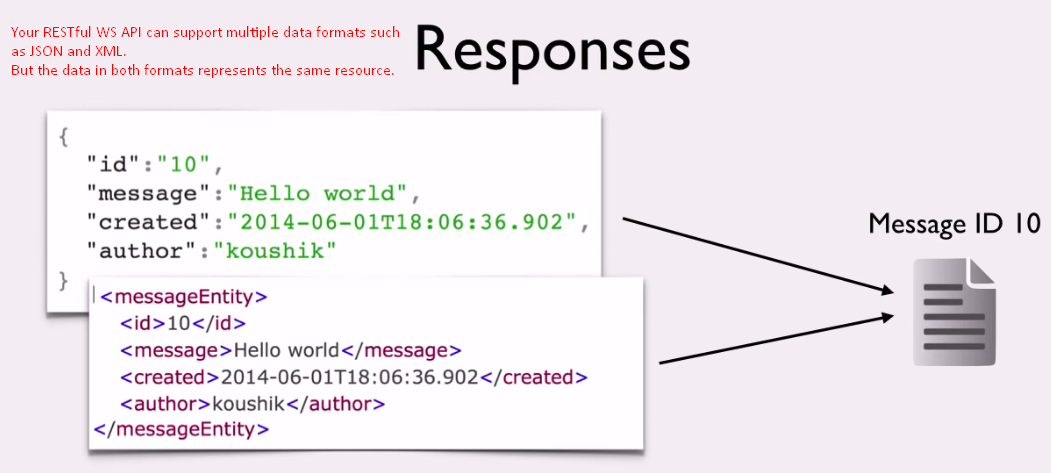 Your RESTful WS API can support multiple data formats such
as JSON and XML.
But the data in both formats represents the same resource.
Responses
{
"id":"10",
"message":"Hello world",
"created":"2014-06-01T18:06:36.902",
"author":"koushik"
}
<messageEntity>
<id>10</id>
<message>Hello world</message>
<created>2014-06-01T18:06:36.902</created>
<author>koushik</author>
</messageEntity>
Message ID 10